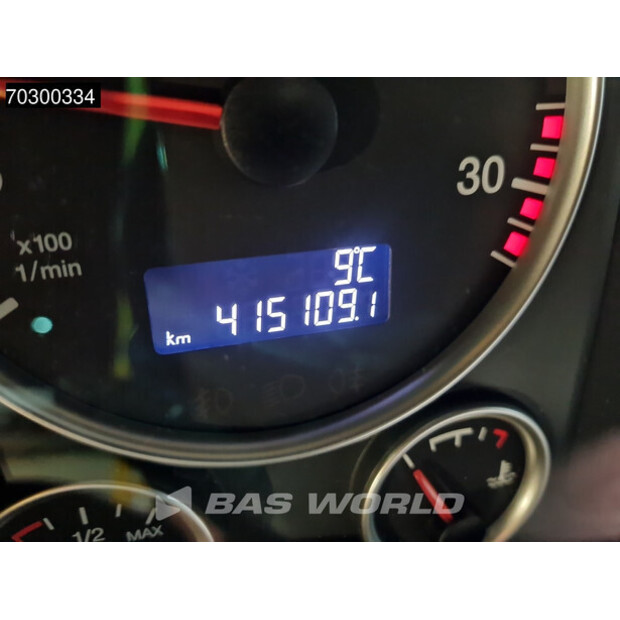 70300334
30
x100
1/min
9°C
km 415109.1
BAS WORLD
1/2 MAX